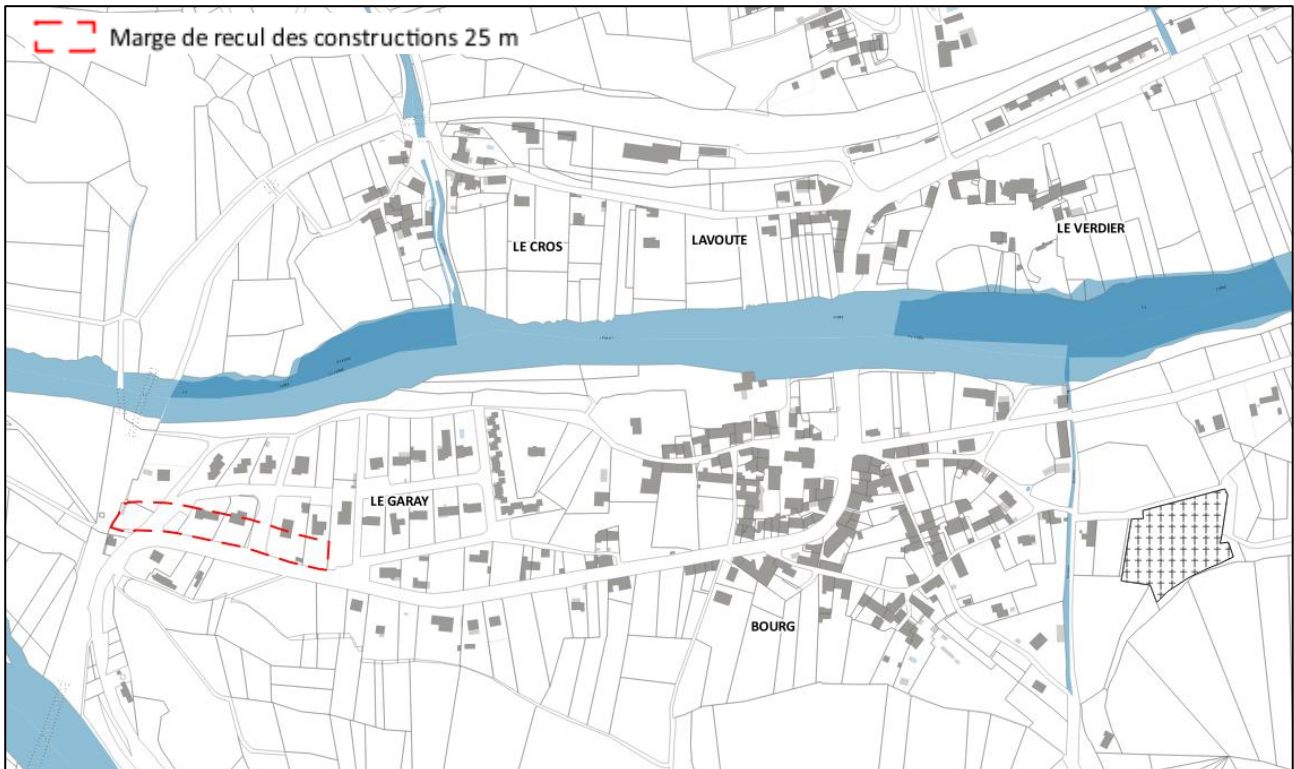 Marge de recul des constructions 25 m
LE CROS
LAVOUTE
LE VERDIER
LE GARAY
BOURG